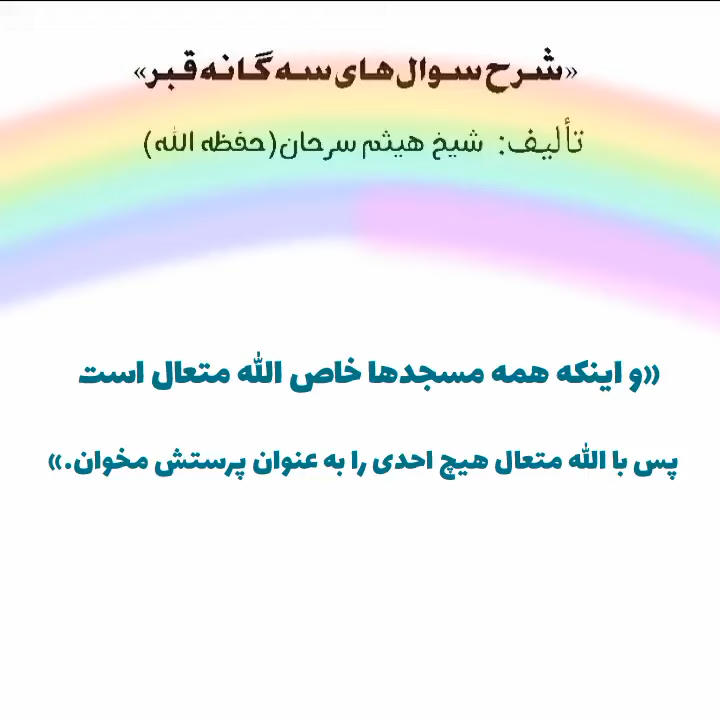 «شرح سوال‌های سه گانه قبر»
تألیف: شیخ هیثم سرحان(حفظه الله)
«و اینکه همه مسجدها خاص الله متعال است
پس با الله متعال هیچ احدی را به عنوان پرستش مخوان.»